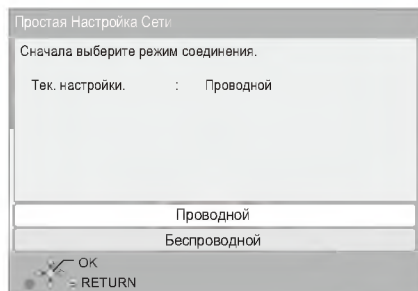 Простая Настройка Сети
Сначала выберите режим соединения.
Тек. настройки. : Проводной
Проводной
Беспроводной
OK
RETURN